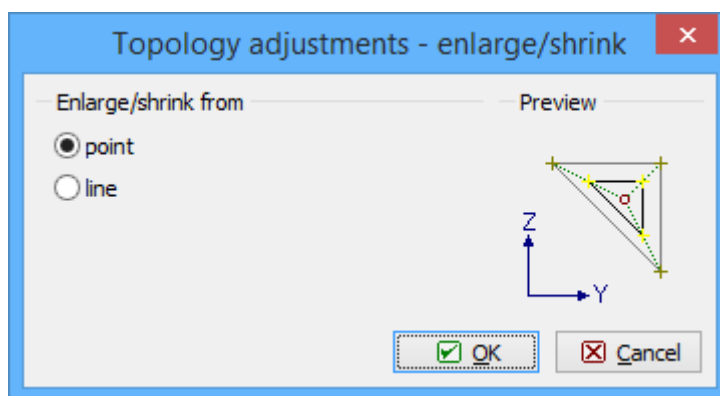 Topology adjustments - enlarge/shrink
Enlarge/shrink from
Preview
point
line
Z
Y
OK
Cancel